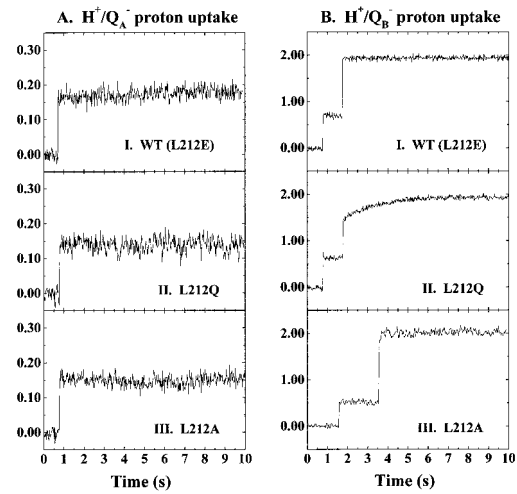 A. H⁺/Q_A⁻ proton uptake
0.30
0.20
0.10
0.00
I. WT (L212E)
0.30
0.20
0.10
0.00
II. L212Q
0.30
0.20
0.10
0.00
III. L212A
0 1 2 3 4 5 6 7 8 9 10
Time (s)
B. H⁺/Q_B⁻ proton uptake
2.00
1.00
0.00
I. WT (L212E)
2.00
1.00
0.00
II. L212Q
2.00
1.00
0.00
III. L212A
0 1 2 3 4 5 6 7 8 9 10
Time (s)